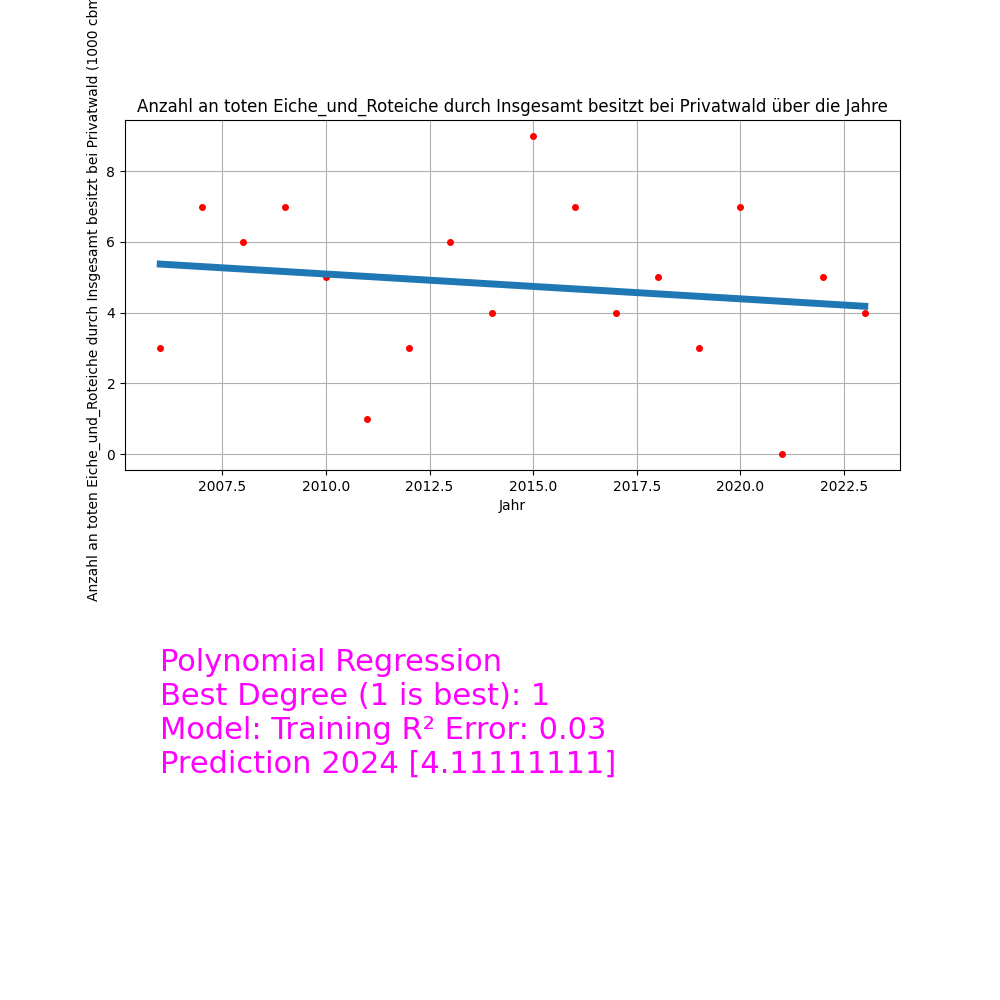 Anzahl an toten Eiche_und_Roteiche durch Insgesamt besitzt bei Privatwald über die Jahre
Anzahl an toten Eiche_und_Roteiche durch Insgesamt besitzt bei Privatwald (1000 cbm
8
6
4
2
0
2007.5 2010.0 2012.5 2015.0 2017.5 2020.0 2022.5
Jahr
Polynomial Regression
Best Degree (1 is best): 1
Model: Training R² Error: 0.03
Prediction 2024 [4.11111111]